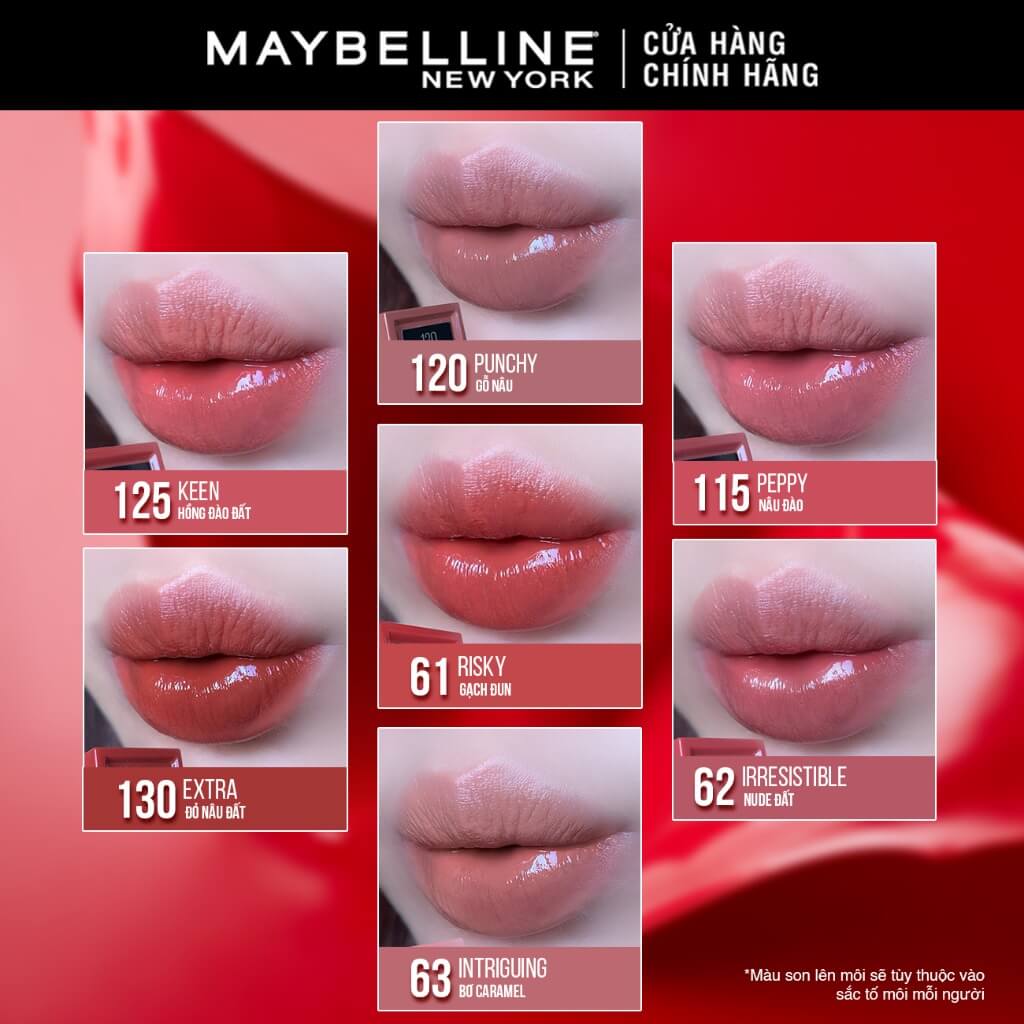 MAYBELLINE
NEW YORK
CỬA HÀNG
CHÍNH HÃNG
120 PUNCHY
GỖ NÂU
125 KEEN
HỒNG ĐÀO ĐẤT
115 PEPPY
NÂU ĐÀO
61 RISKY
GẠCH ĐUN
130 EXTRA
ĐỎ NÂU ĐẤT
62 IRRESISTIBLE
NUDE ĐẤT
63 INTRIGUING
BƠ CARAMEL
*Màu son lên môi sẽ tùy thuộc vào
sắc tố môi mỗi người